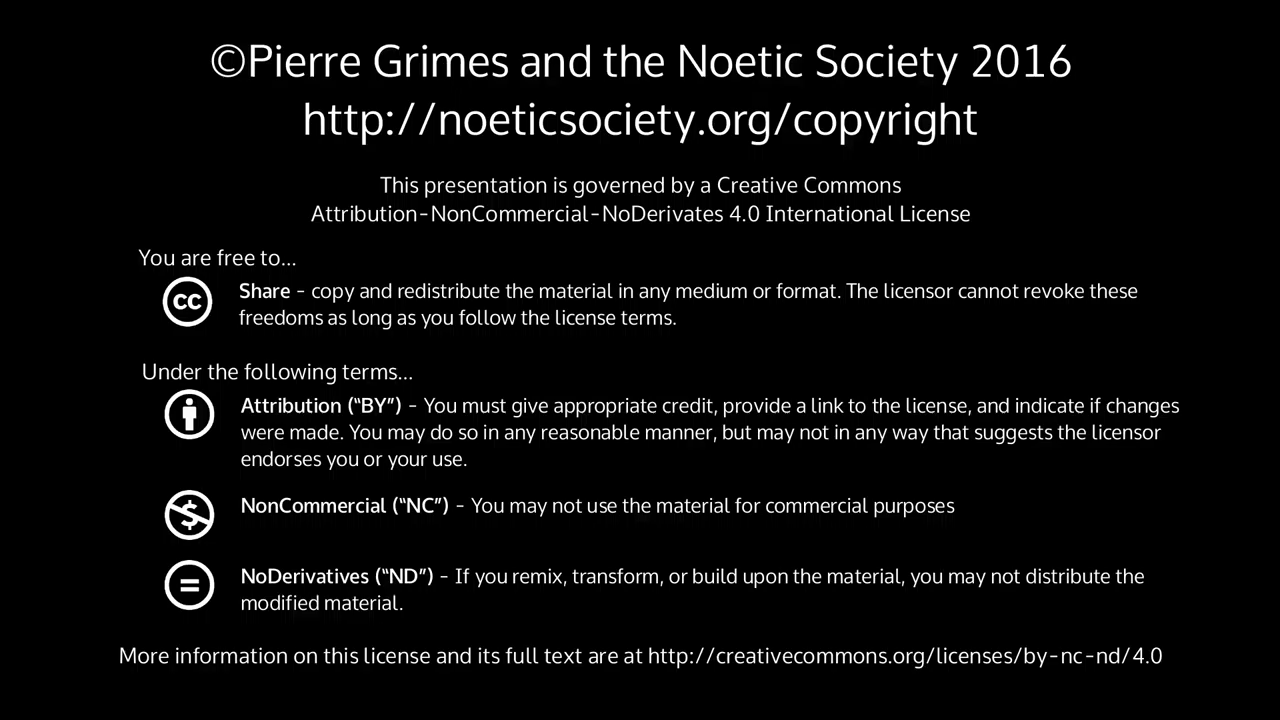 ©Pierre Grimes and the Noetic Society 2016
http://noeticsociety.org/copyright
This presentation is governed by a Creative Commons
Attribution-NonCommercial-NoDerivates 4.0 International License
You are free to...
cc
Share - copy and redistribute the material in any medium or format. The licensor cannot revoke these
freedoms as long as you follow the license terms.
Under the following terms...
Attribution (“BY”) - You must give appropriate credit, provide a link to the license, and indicate if changes
were made. You may do so in any reasonable manner, but may not in any way that suggests the licensor
endorses you or your use.
$
NonCommercial (“NC”) - You may not use the material for commercial purposes
=
NoDerivatives (“ND”) - If you remix, transform, or build upon the material, you may not distribute the
modified material.
More information on this license and its full text are at http://creativecommons.org/licenses/by-nc-nd/4.0